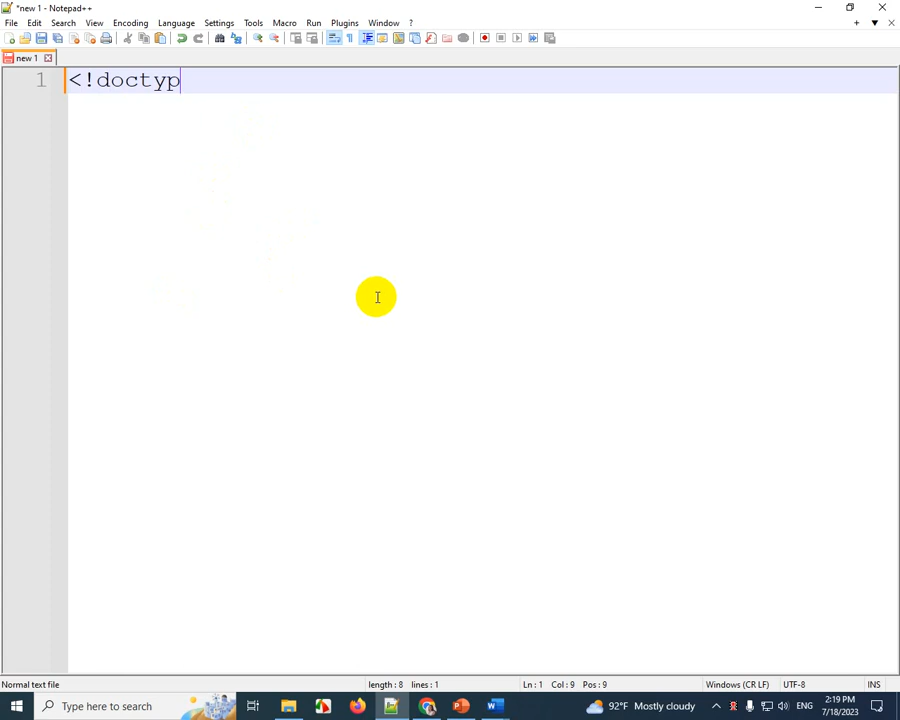 *new 1 - Notepad++
File Edit Search View Encoding Language Settings Tools Macro Run Plugins Window ?
new 1
1 <!doctyp
Normal text file length : 8 lines : 1 Ln : 1 Col : 9 Pos : 9 Windows (CR LF) UTF-8 INS
Type here to search 92°F Mostly cloudy ENG 2:19 PM
7/18/2023